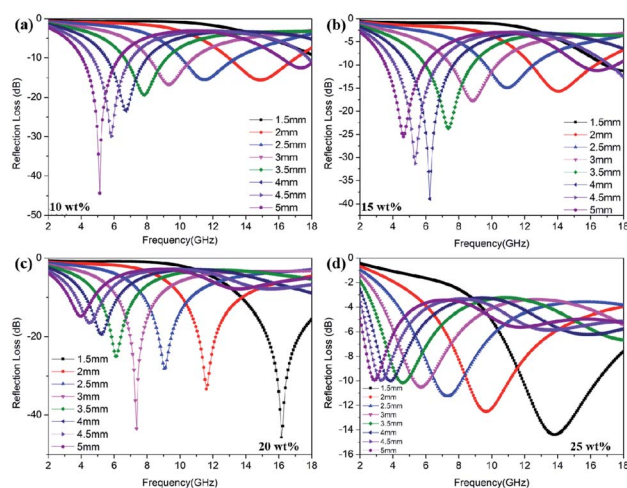 (a)
0
-10
-20
-30
-40
-50
Reflection Loss (dB)
1.5mm
2mm
2.5mm
3mm
3.5mm
4mm
4.5mm
5mm
10 wt%
2 4 6 8 10 12 14 16 18
Frequency(GHz)
(b)
0
-5
-10
-15
-20
-25
-30
-35
-40
Reflection Loss (dB)
1.5mm
2mm
2.5mm
3mm
3.5mm
4mm
4.5mm
5mm
15 wt%
2 4 6 8 10 12 14 16 18
Frequency(GHz)
(c)
0
-20
-40
Reflection Loss (dB)
1.5mm
2mm
2.5mm
3mm
3.5mm
4mm
4.5mm
5mm
20 wt%
2 4 6 8 10 12 14 16 18
Frequency(GHz)
(d)
0
-2
-4
-6
-8
-10
-12
-14
-16
Reflection Loss (dB)
1.5mm
2mm
2.5mm
3mm
3.5mm
4mm
4.5mm
5mm
25 wt%
2 4 6 8 10 12 14 16 18
Frequency(GHz)